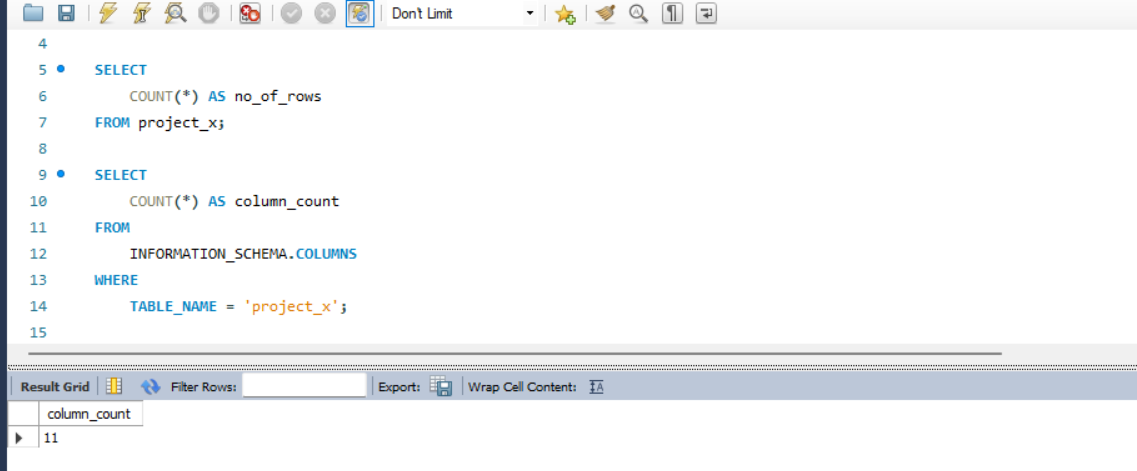 Don't Limit
4
5 SELECT
6 COUNT(*) AS no_of_rows
7 FROM project_x;
8
9 SELECT
10 COUNT(*) AS column_count
11 FROM
12 INFORMATION_SCHEMA.COLUMNS
13 WHERE
14 TABLE_NAME = 'project_x';
15
Result Grid Filter Rows: Export: Wrap Cell Content:
column_count
11